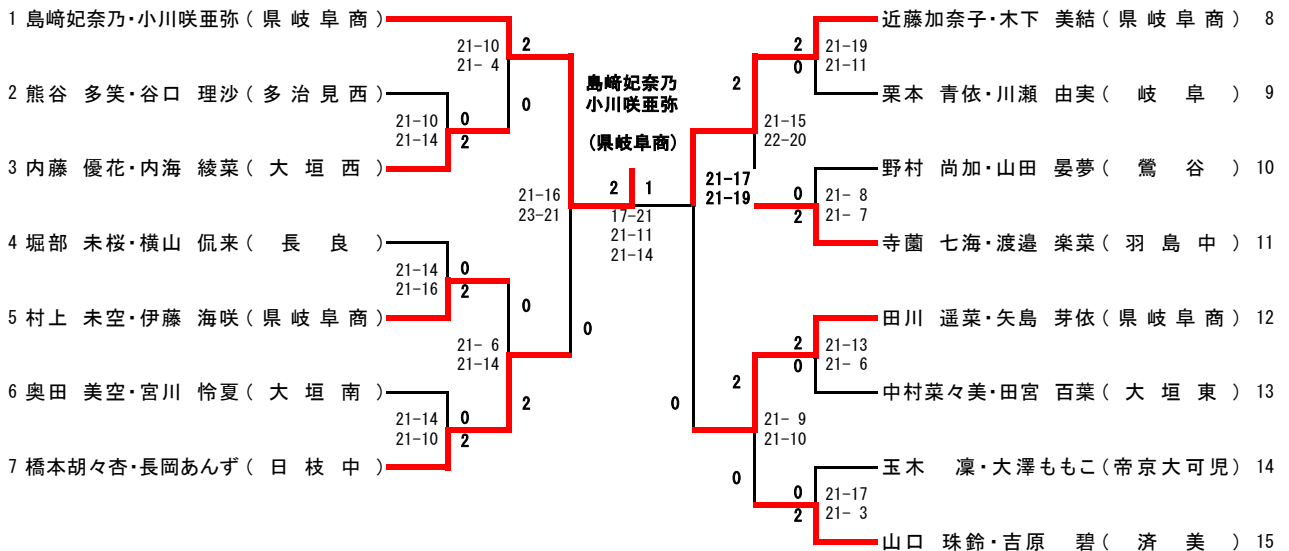 1 島﨑妃奈乃・小川咲亜弥（県岐阜商）
21-10 2
21- 4
2 熊谷 多笑・谷口 理沙（多治見西）
0
21-10 0
21-14 2
3 内藤 優花・内海 綾菜（大垣西）
21-16
23-21
4 堀部 未桜・横山 侃来（長良）
21-14 0
21-16 2
0
5 村上 未空・伊藤 海咲（県岐阜商）
0
21- 6
21-14
6 奥田 美空・宮川 怜夏（大垣南）
2
21-14 0
21-10 2
7 橋本胡々杏・長岡あんず（日枝中）
島﨑妃奈乃
小川咲亜弥
（県岐阜商）
2 1
17-21
21-11
21-14
近藤加奈子・木下 美結（県岐阜商） 8
2 21-19
0 21-11
2
栗本 青依・川瀬 由実（岐阜） 9
21-15
22-20
野村 尚加・山田 晏夢（鶯谷） 10
21-17
21-19
0 21- 8
2 21- 7
寺薗 七海・渡邉 楽菜（羽島中） 11
田川 遥菜・矢島 芽依（県岐阜商） 12
2 21-13
0 21- 6
2
0
中村菜々美・田宮 百葉（大垣東） 13
21- 9
21-10
玉木 凜・大澤ももこ（帝京大可児） 14
0
0 21-17
2 21- 3
山口 珠鈴・吉原 碧（済美） 15